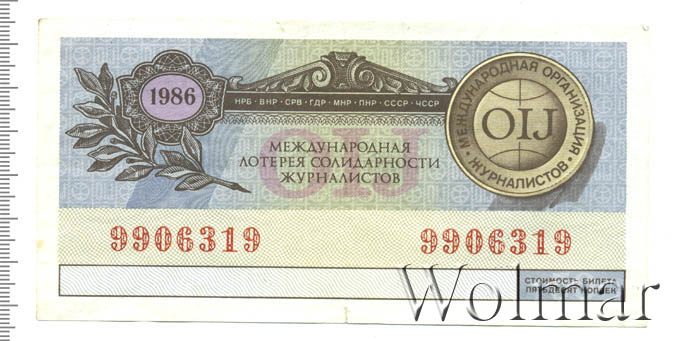 1986
НРБ · ВНР · СРВ · ГДР · МНР · ПНР · СССР · ЧССР
МЕЖДУНАРОДНАЯ
ЛОТЕРЕЯ СОЛИДАРНОСТИ
ЖУРНАЛИСТОВ
OIJ
МЕЖДУНАРОДНАЯ ОРГАНИЗАЦИЯ
ЖУРНАЛИСТОВ
OIJ
9906319
9906319
СТОИМОСТЬ БИЛЕТА
ПЯТЬДЕСЯТ КОПЕЕК
Wolmar